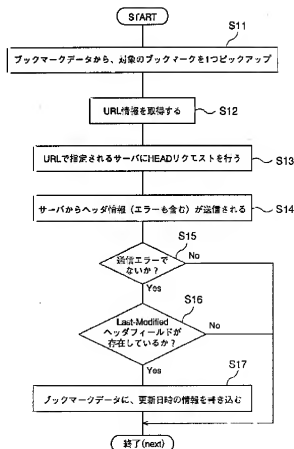 START
S11
ブックマークデータから、対象のブックマークを1つピックアップ
URL情報を取得する
S12
URLで指定されるサーバにHEADリクエストを行う
S13
サーバからヘッダ情報（エラーも含む）が送信される
S14
S15
送信エラーで
ないか？
No
Yes
S16
Last-Modified
ヘッダフィールドが
存在しているか？
No
Yes
S17
ブックマークデータに、更新日時の情報を書き込む
終了(next)